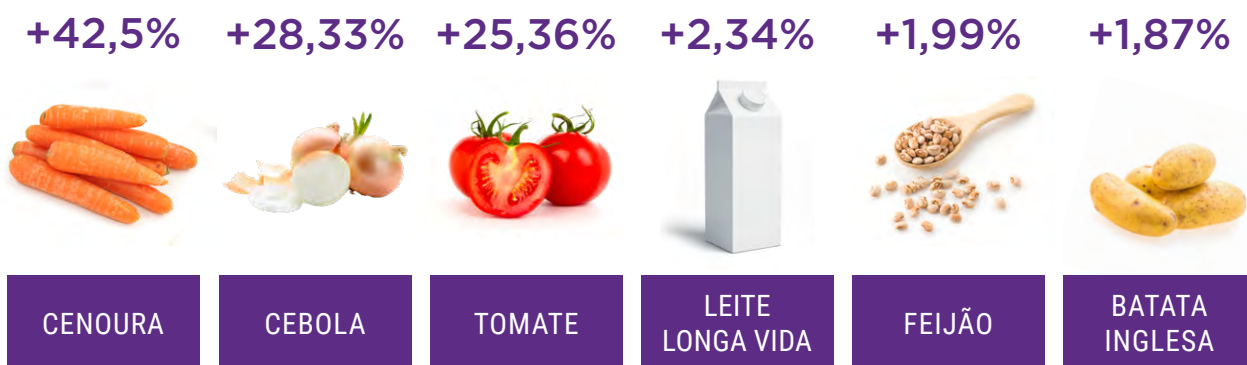 +42,5% +28,33% +25,36% +2,34% +1,99% +1,87%
CENOURA
CEBOLA
TOMATE
LEITE
LONGA VIDA
FEIJÃO
BATATA
INGLESA